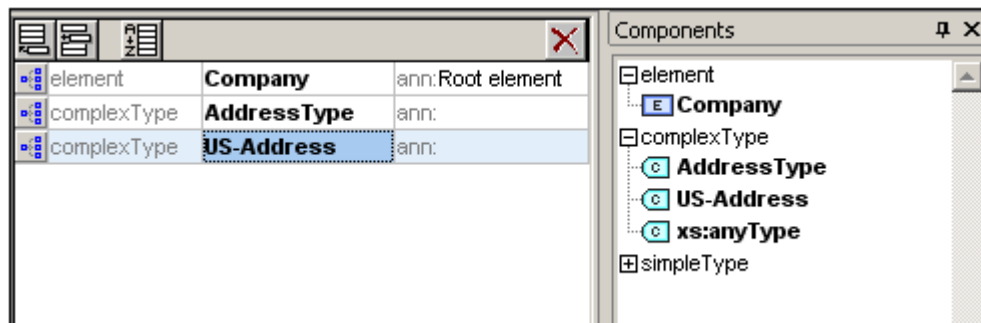 A Z
element Company ann:Root element
complexType AddressType ann:
complexType US-Address ann:
Components
element
E Company
complexType
C AddressType
C US-Address
C xs:anyType
simpleType